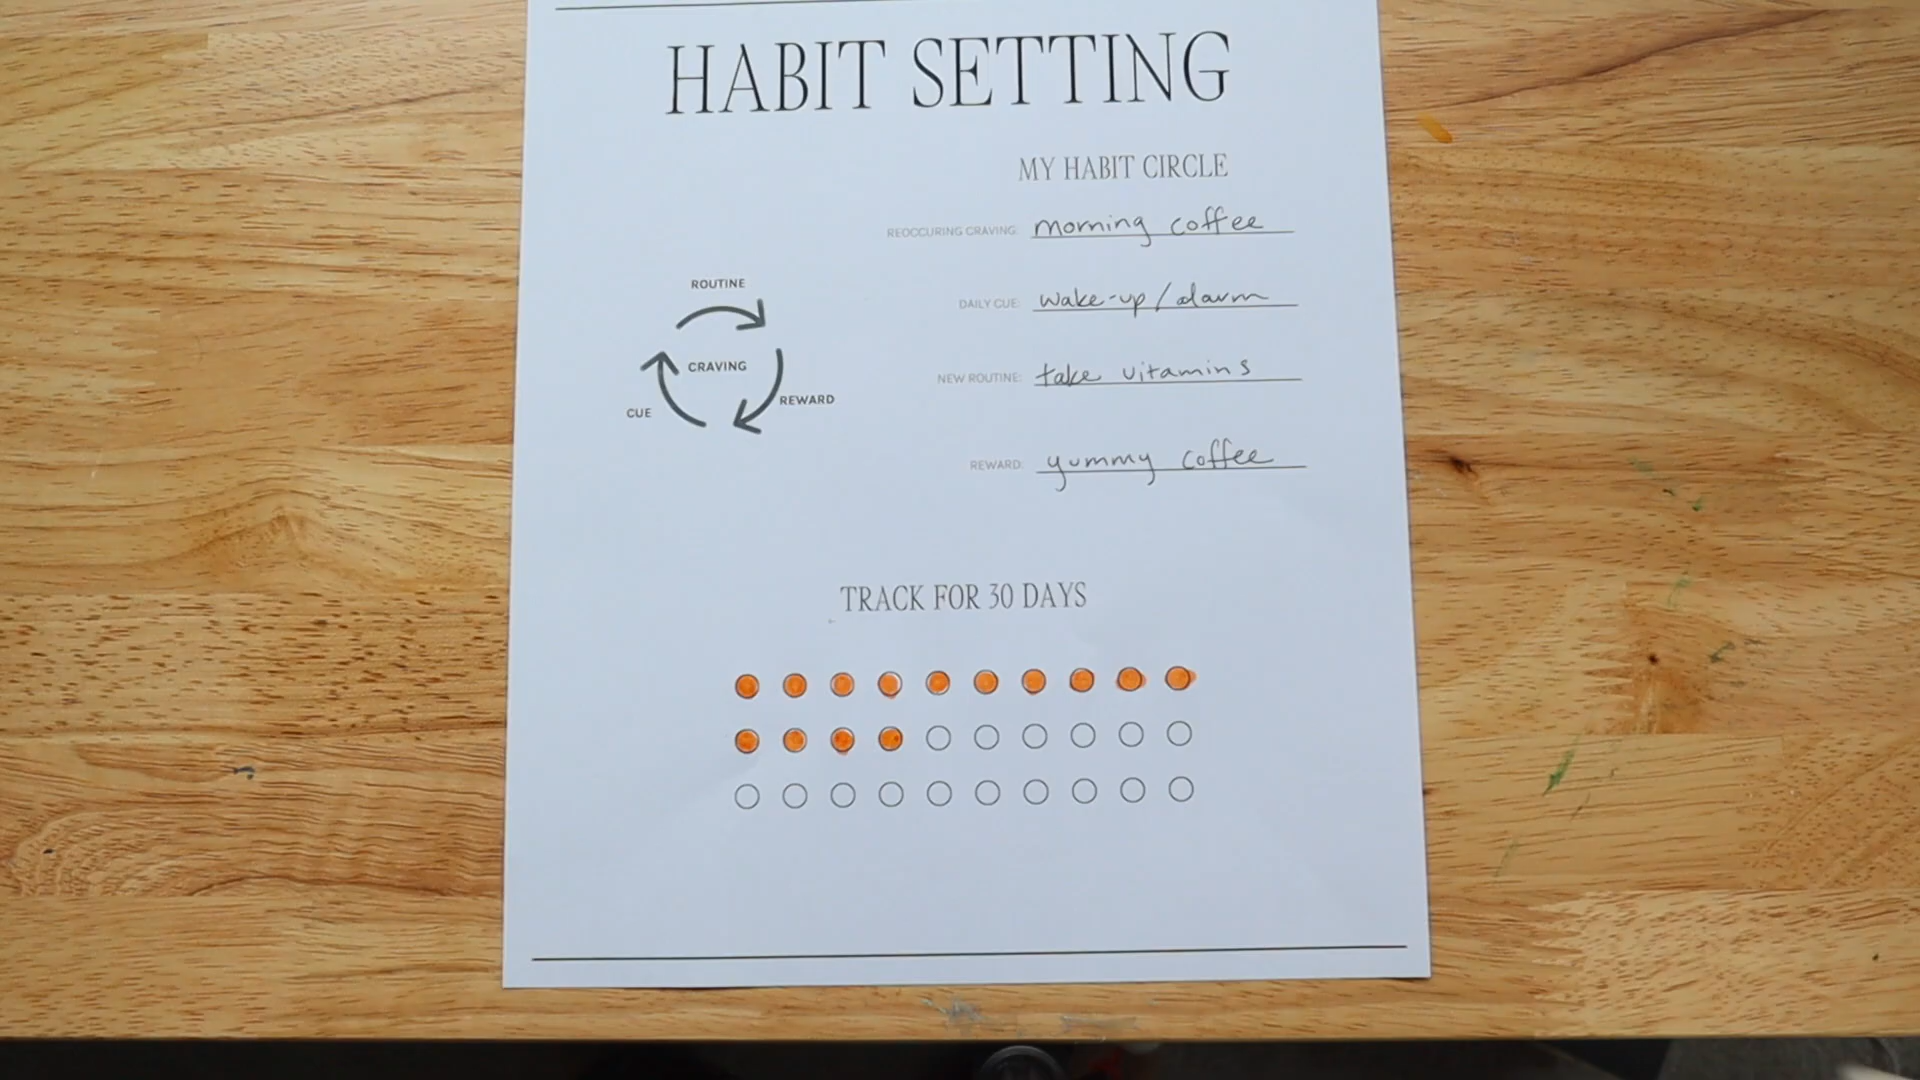 HABIT SETTING
MY HABIT CIRCLE
REOCCURING CRAVING: morning coffee
DAILY CUE: wake-up / alarm
NEW ROUTINE: take vitamins
REWARD: yummy coffee
ROUTINE
CRAVING
REWARD
CUE
TRACK FOR 30 DAYS